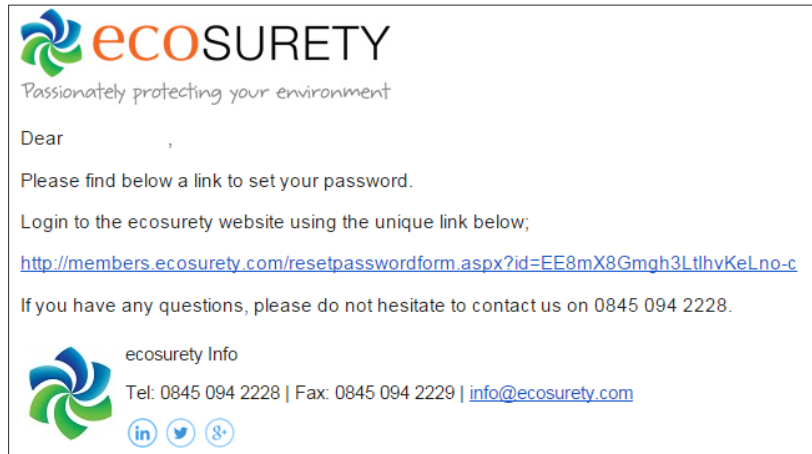 ecosurety
Passionately protecting your environment
Dear ,
Please find below a link to set your password.
Login to the ecosurety website using the unique link below;
http://members.ecosurety.com/resetpasswordform.aspx?id=EE8mX8Gmgh3LtIhvKeLno-c
If you have any questions, please do not hesitate to contact us on 0845 094 2228.
ecosurety Info
Tel: 0845 094 2228 | Fax: 0845 094 2229 | info@ecosurety.com
in g+